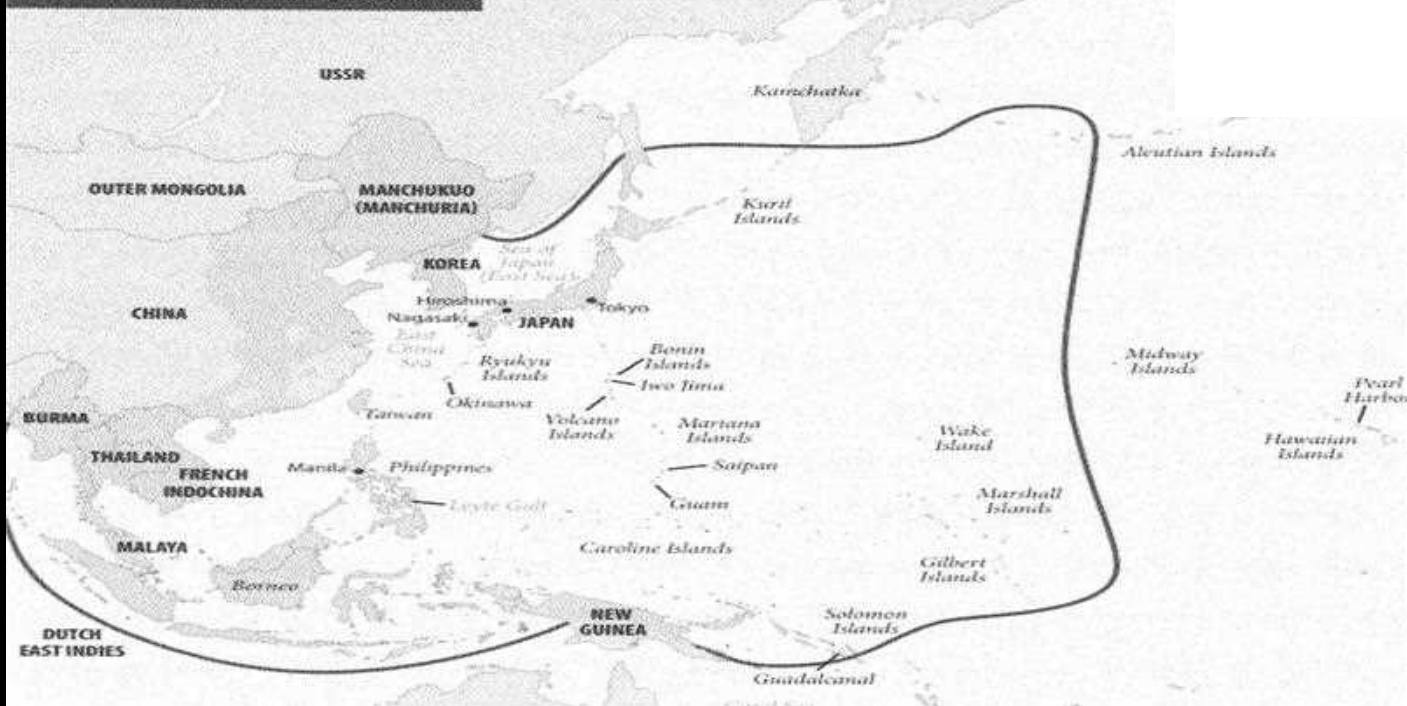 USSR
Kamchatka
Aleutian Islands
OUTER MONGOLIA
MANCHUKUO
(MANCHURIA)
Kuril
Islands
Sea of
Japan
(East Sea)
KOREA
Hiroshima
Nagasaki
Tokyo
JAPAN
CHINA
East
China
Sea
Ryukyu
Islands
Bonin
Islands
Iwo Jima
Midway
Islands
Pearl
Okinawa
Taiwan
Volcano
Islands
Mariana
Islands
Wake
Island
Hawaiian
Islands
BURMA
THAILAND
FRENCH
INDOCHINA
Manila
Philippines
Saipan
Leyte Gulf
Guam
Marshall
Islands
MALAYA
Caroline Islands
Gilbert
Islands
Borneo
NEW
GUINEA
Solomon
Islands
DUTCH
EAST INDIES
Guadalcanal